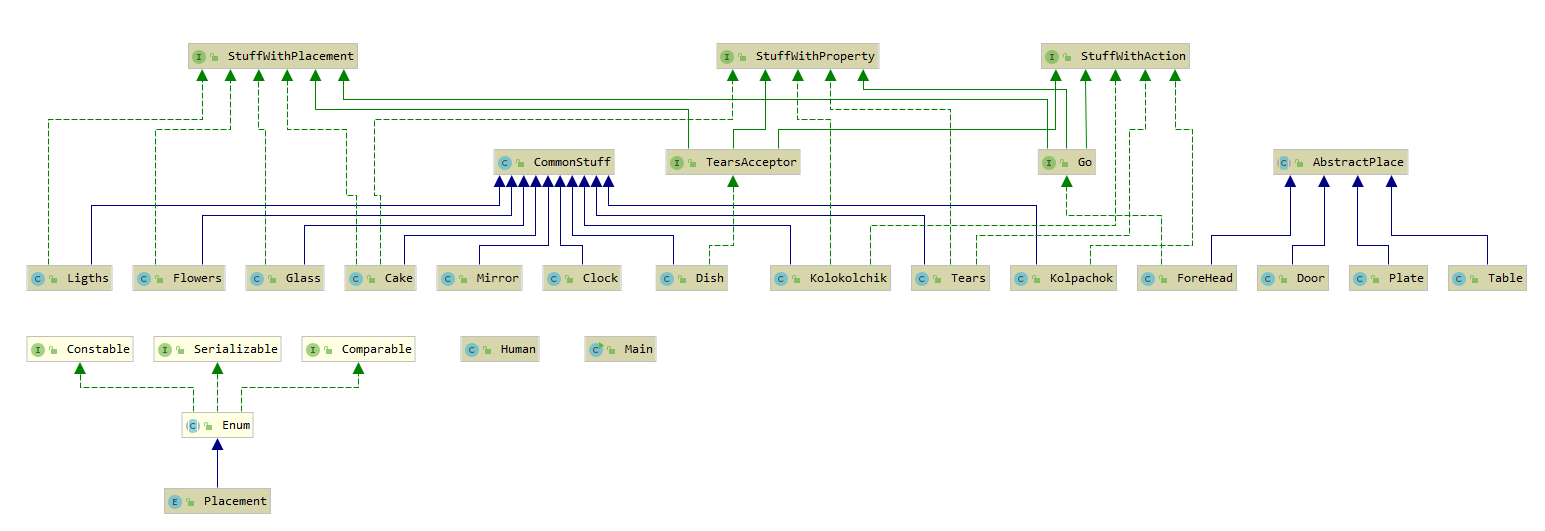 StuffWithPlacement StuffWithProperty StuffWithAction
CommonStuff TearsAcceptor Go AbstractPlace
Ligths Flowers Glass Cake Mirror Clock Dish Kolokolchik Tears Kolpachok ForeHead Door Plate Table
Constable Serializable Comparable Human Main
Enum
Placement